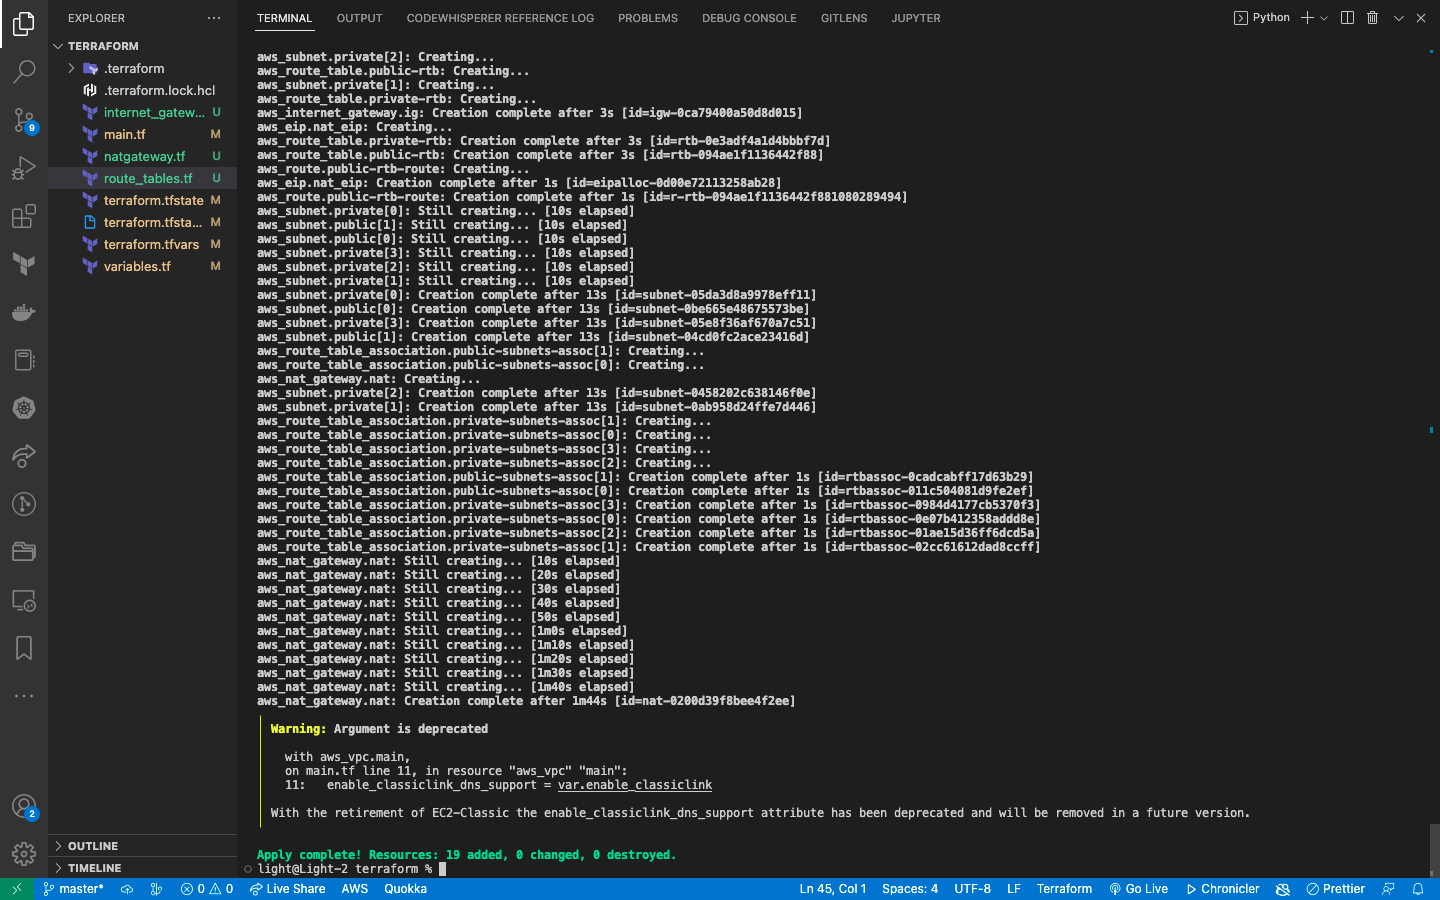 EXPLORER
TERRAFORM
.terraform
.terraform.lock.hcl
internet_gatew... U
main.tf M
natgateway.tf U
route_tables.tf U
terraform.tfstate M
terraform.tfsta... M
terraform.tfvars M
variables.tf M
OUTLINE
TIMELINE
9
2
TERMINAL OUTPUT CODEWHISPERER REFERENCE LOG PROBLEMS DEBUG CONSOLE GITLENS JUPYTER Python
aws_subnet.private[2]: Creating...
aws_route_table.public-rtb: Creating...
aws_subnet.private[1]: Creating...
aws_route_table.private-rtb: Creating...
aws_internet_gateway.ig: Creation complete after 3s [id=igw-0ca79400a50d8d015]
aws_eip.nat_eip: Creating...
aws_route_table.private-rtb: Creation complete after 3s [id=rtb-0e3adf4a1d4bbbf7d]
aws_route_table.public-rtb: Creation complete after 3s [id=rtb-094ae1f1136442f88]
aws_route.public-rtb-route: Creating...
aws_eip.nat_eip: Creation complete after 1s [id=eipalloc-0d00e72113258ab28]
aws_route.public-rtb-route: Creation complete after 1s [id=r-rtb-094ae1f1136442f881080289494]
aws_subnet.private[0]: Still creating... [10s elapsed]
aws_subnet.public[1]: Still creating... [10s elapsed]
aws_subnet.public[0]: Still creating... [10s elapsed]
aws_subnet.private[3]: Still creating... [10s elapsed]
aws_subnet.private[2]: Still creating... [10s elapsed]
aws_subnet.private[1]: Still creating... [10s elapsed]
aws_subnet.private[0]: Creation complete after 13s [id=subnet-05da3d8a9978eff11]
aws_subnet.public[0]: Creation complete after 13s [id=subnet-0be665e48675573be]
aws_subnet.private[3]: Creation complete after 13s [id=subnet-05e8f36af670a7c51]
aws_subnet.public[1]: Creation complete after 13s [id=subnet-04cd0fc2ace23416d]
aws_route_table_association.public-subnets-assoc[1]: Creating...
aws_route_table_association.public-subnets-assoc[0]: Creating...
aws_nat_gateway.nat: Creating...
aws_subnet.private[2]: Creation complete after 13s [id=subnet-0458202c638146f0e]
aws_subnet.private[1]: Creation complete after 13s [id=subnet-0ab958d24ffe7d446]
aws_route_table_association.private-subnets-assoc[1]: Creating...
aws_route_table_association.private-subnets-assoc[0]: Creating...
aws_route_table_association.private-subnets-assoc[3]: Creating...
aws_route_table_association.private-subnets-assoc[2]: Creating...
aws_route_table_association.public-subnets-assoc[1]: Creation complete after 1s [id=rtbassoc-0cadcabff17d63b29]
aws_route_table_association.public-subnets-assoc[0]: Creation complete after 1s [id=rtbassoc-011c504081d9fe2ef]
aws_route_table_association.private-subnets-assoc[3]: Creation complete after 1s [id=rtbassoc-0984d4177cb5370f3]
aws_route_table_association.private-subnets-assoc[0]: Creation complete after 1s [id=rtbassoc-0e07b412358addd8e]
aws_route_table_association.private-subnets-assoc[2]: Creation complete after 1s [id=rtbassoc-01ae15d36ff6dcd5a]
aws_route_table_association.private-subnets-assoc[1]: Creation complete after 1s [id=rtbassoc-02cc61612dad8ccff]
aws_nat_gateway.nat: Still creating... [10s elapsed]
aws_nat_gateway.nat: Still creating... [20s elapsed]
aws_nat_gateway.nat: Still creating... [30s elapsed]
aws_nat_gateway.nat: Still creating... [40s elapsed]
aws_nat_gateway.nat: Still creating... [50s elapsed]
aws_nat_gateway.nat: Still creating... [1m0s elapsed]
aws_nat_gateway.nat: Still creating... [1m10s elapsed]
aws_nat_gateway.nat: Still creating... [1m20s elapsed]
aws_nat_gateway.nat: Still creating... [1m30s elapsed]
aws_nat_gateway.nat: Still creating... [1m40s elapsed]
aws_nat_gateway.nat: Creation complete after 1m44s [id=nat-0200d39f8bee4f2ee]
Warning: Argument is deprecated
with aws_vpc.main,
on main.tf line 11, in resource "aws_vpc" "main":
11: enable_classiclink_dns_support = var.enable_classiclink
With the retirement of EC2-Classic the enable_classiclink_dns_support attribute has been deprecated and will be removed in a future version.
Apply complete! Resources: 19 added, 0 changed, 0 destroyed.
light@Light-2 terraform %
master* 0 0 Live Share AWS Quokka Ln 45, Col 1 Spaces: 4 UTF-8 LF Terraform Go Live Chronicler Prettier